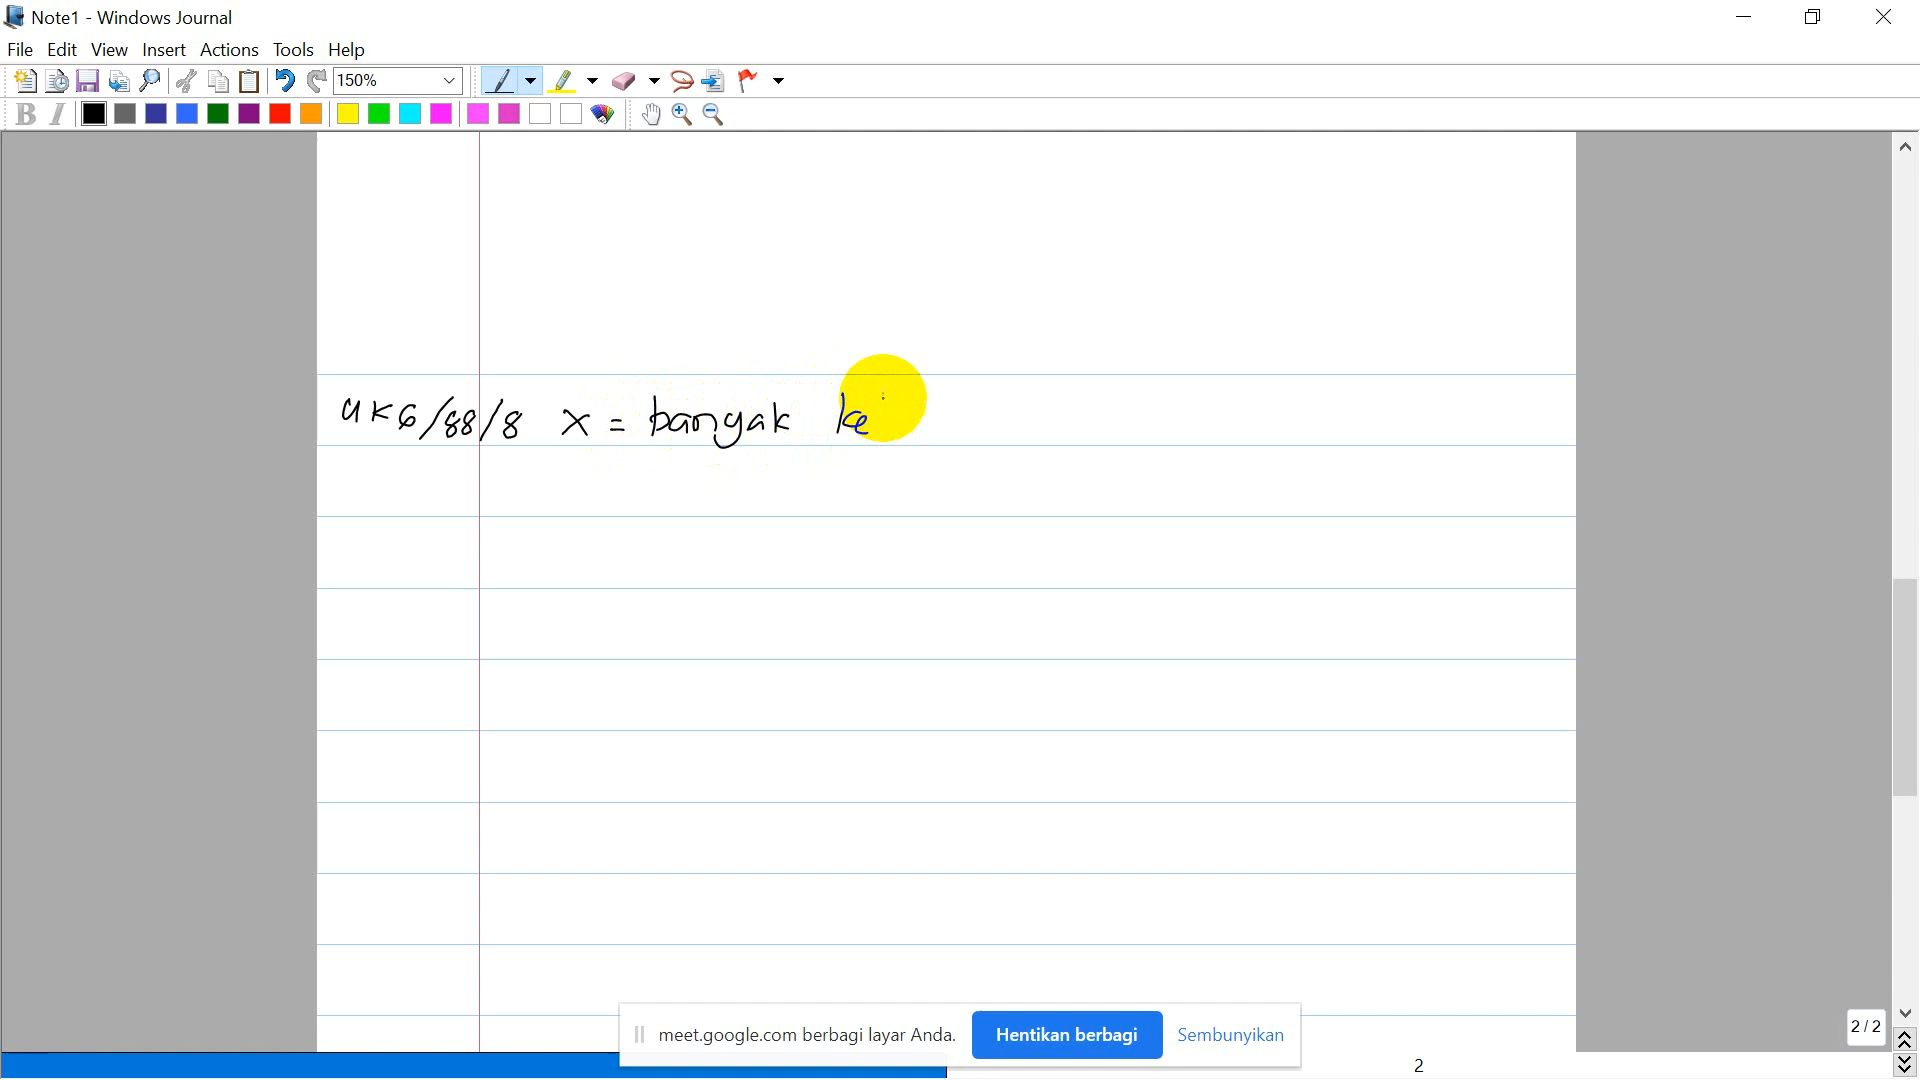 Note1 - Windows Journal
File Edit View Insert Actions Tools Help
150%
B I
UK6/88/8 x = banyak ke
meet.google.com berbagi layar Anda. Hentikan berbagi Sembunyikan
2 / 2
2